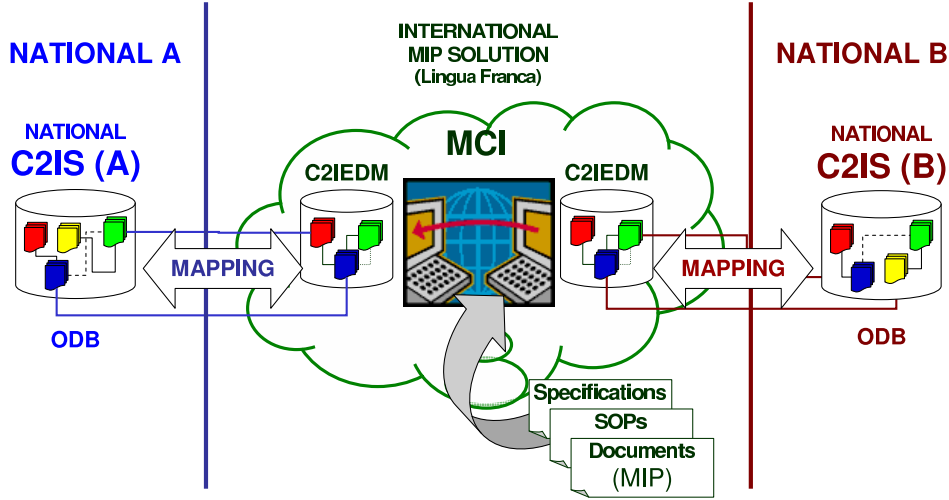 NATIONAL A
NATIONAL
C2IS (A)
MAPPING
ODB
INTERNATIONAL
MIP SOLUTION
(Lingua Franca)
MCI
C2IEDM
C2IEDM
Specifications
SOPs
Documents
(MIP)
NATIONAL B
NATIONAL
C2IS (B)
MAPPING
ODB